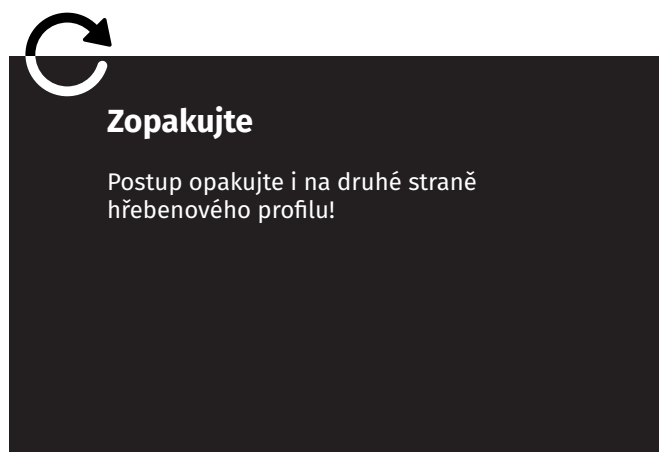 Zopakujte
Postup opakujte i na druhé straně
hřebenového profilu!